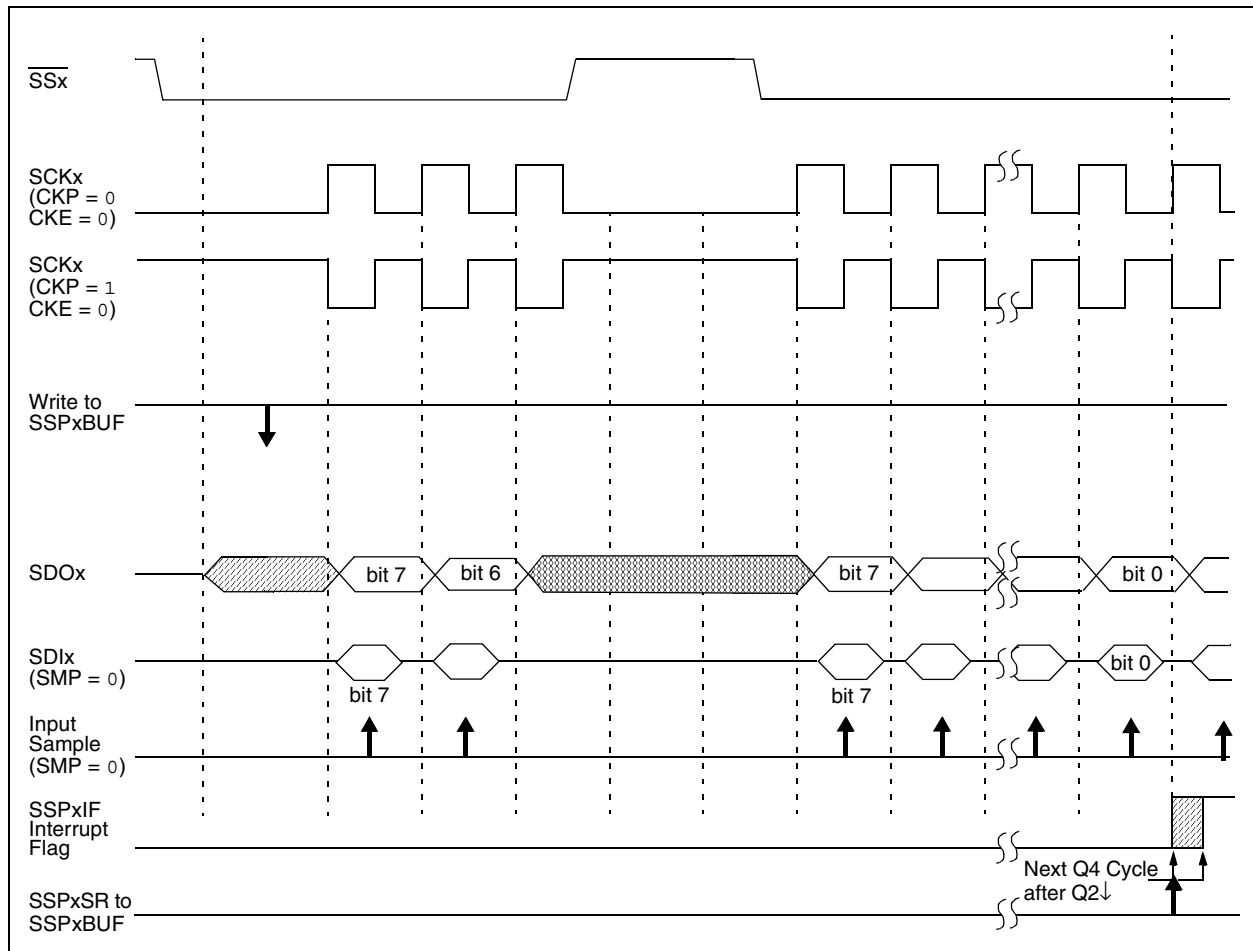 SSx
SCKx
(CKP = 0
CKE = 0)
SCKx
(CKP = 1
CKE = 0)
Write to
SSPxBUF
SDOx
bit 7
bit 6
bit 7
bit 0
SDIx
(SMP = 0)
bit 7
bit 7
bit 0
Input
Sample
(SMP = 0)
SSPxIF
Interrupt
Flag
Next Q4 Cycle
after Q2↓
SSPxSR to
SSPxBUF